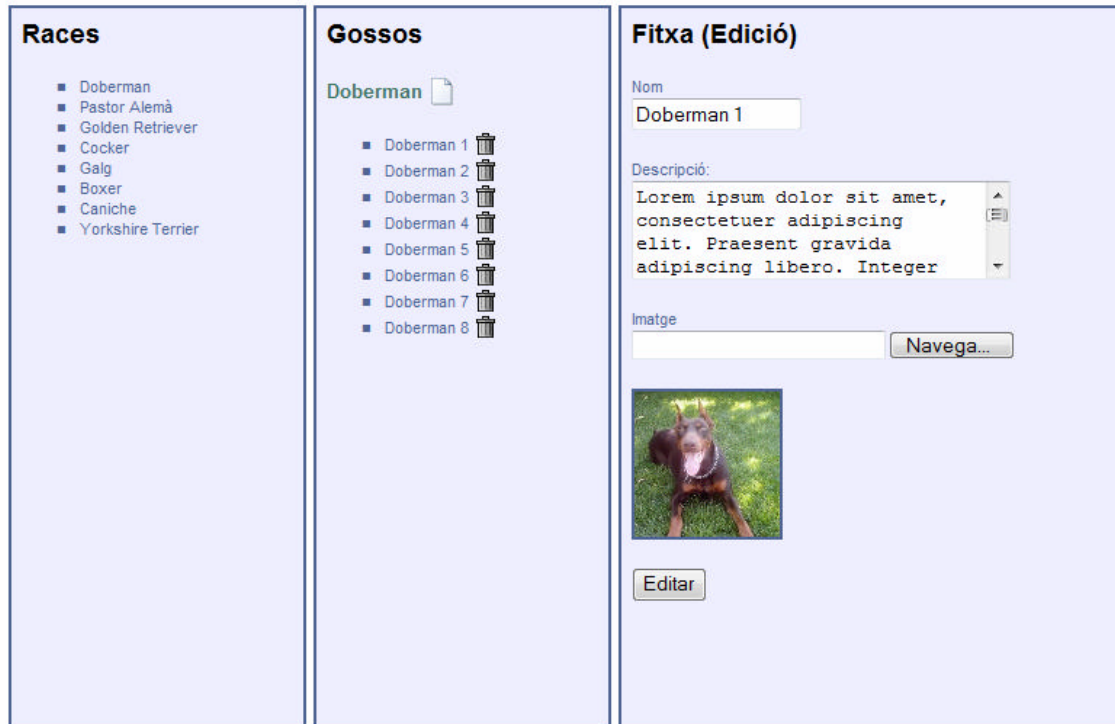 Races
Doberman
Pastor Alemà
Golden Retriever
Cocker
Galg
Boxer
Caniche
Yorkshire Terrier
Gossos
Doberman
Doberman 1
Doberman 2
Doberman 3
Doberman 4
Doberman 5
Doberman 6
Doberman 7
Doberman 8
Fitxa (Edició)
Nom
Doberman 1
Descripció:
Lorem ipsum dolor sit amet,
consectetuer adipiscing
elit. Praesent gravida
adipiscing libero. Integer
Imatge
Navega...
Editar